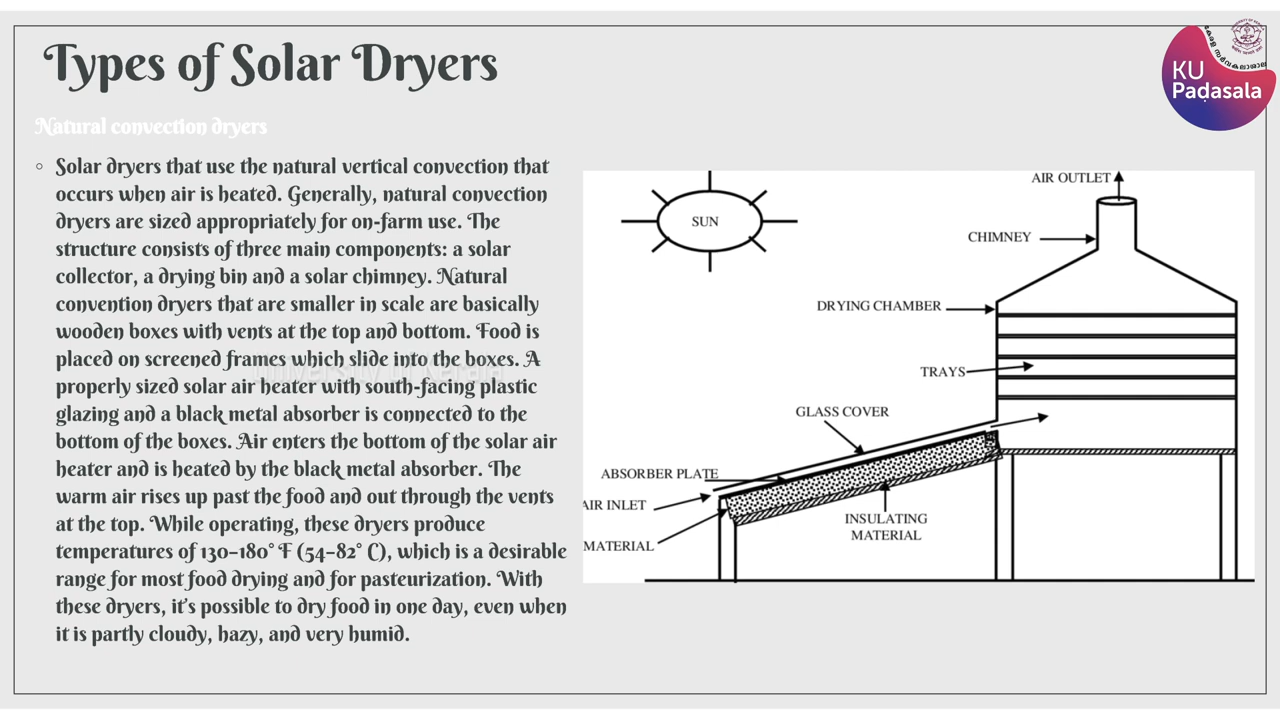 Types of Solar Dryers
KU
Padasala
Natural convection dryers
Solar dryers that use the natural vertical convection that
occurs when air is heated. Generally, natural convection
dryers are sized appropriately for on-farm use. The
structure consists of three main components: a solar
collector, a drying bin and a solar chimney. Natural
convention dryers that are smaller in scale are basically
wooden boxes with vents at the top and bottom. Food is
placed on screened frames which slide into the boxes. A
properly sized solar air heater with south-facing plastic
glazing and a black metal absorber is connected to the
bottom of the boxes. Air enters the bottom of the solar air
heater and is heated by the black metal absorber. The
warm air rises up past the food and out through the vents
at the top. While operating, these dryers produce
temperatures of 130–180° F (54–82° C), which is a desirable
range for most food drying and for pasteurization. With
these dryers, it's possible to dry food in one day, even when
it is partly cloudy, hazy, and very humid.
University of Kerala
SUN
AIR OUTLET
CHIMNEY
DRYING CHAMBER
TRAYS
GLASS COVER
ABSORBER PLATE
AIR INLET
INSULATING
MATERIAL
MATERIAL